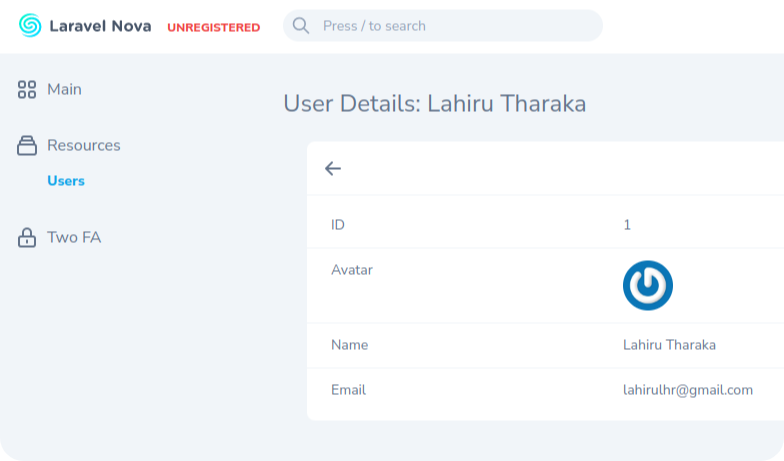 Laravel Nova UNREGISTERED Press / to search
Main
User Details: Lahiru Tharaka
Resources
Users
Two FA
ID 1
Avatar
Name Lahiru Tharaka
Email lahirulhr@gmail.com